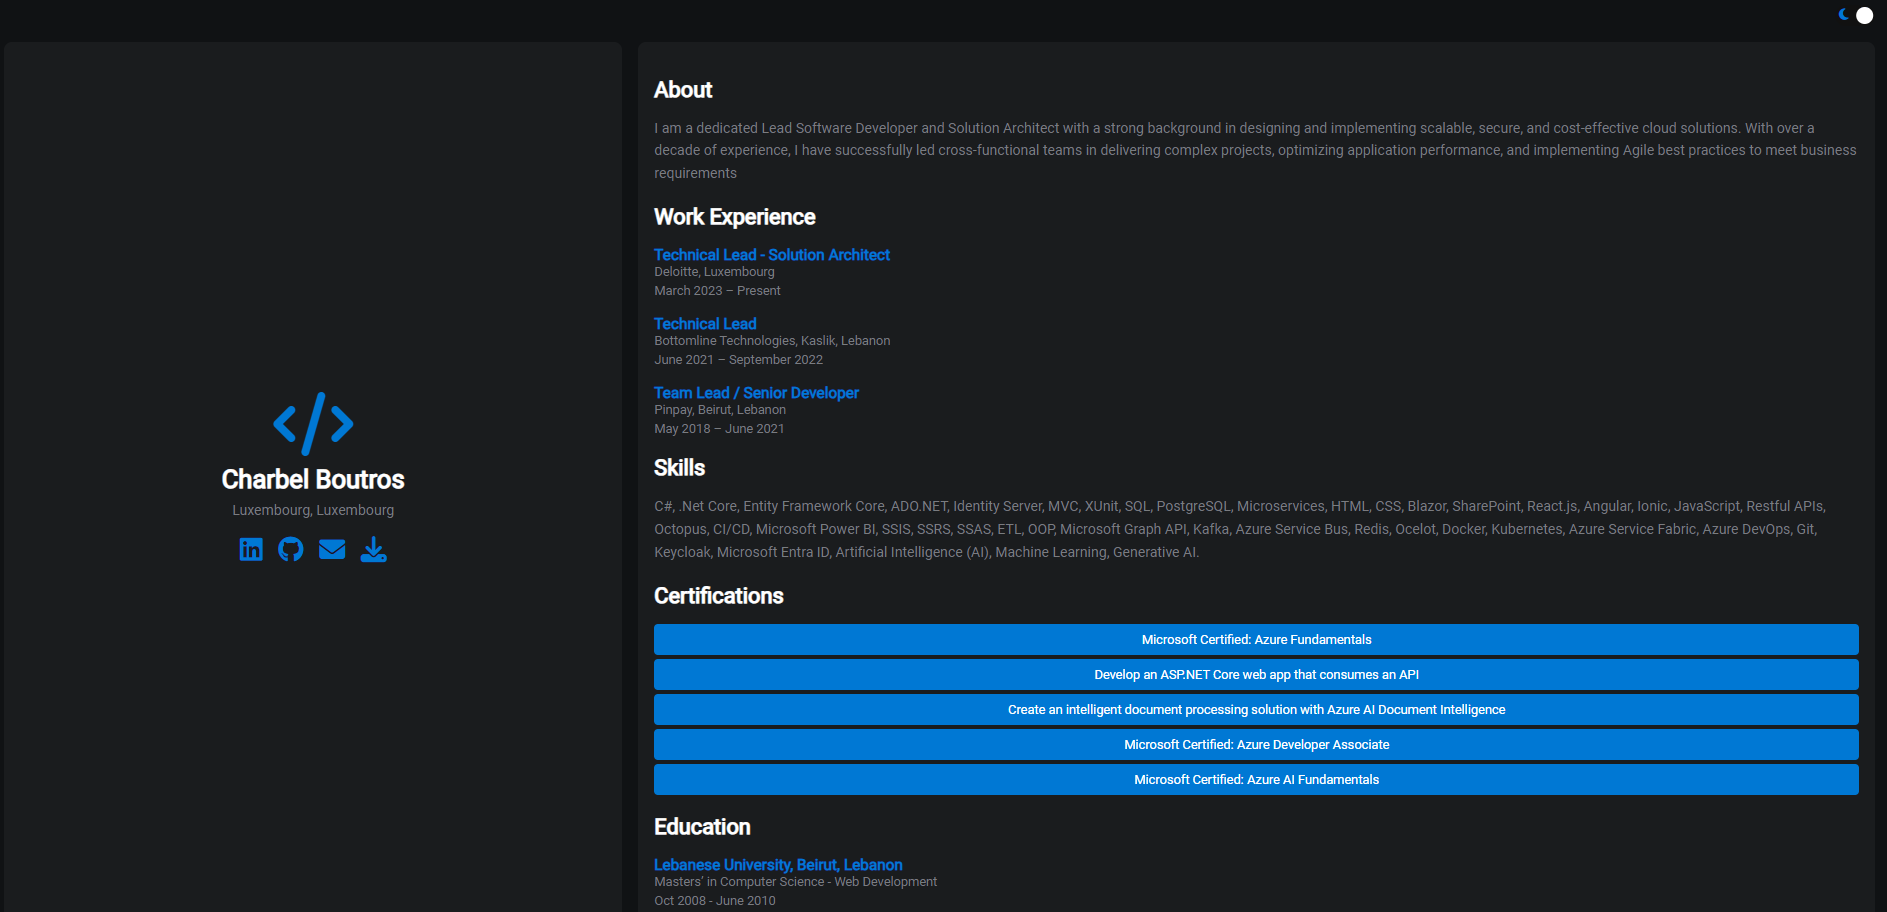 Charbel Boutros
Luxembourg, Luxembourg
About
I am a dedicated Lead Software Developer and Solution Architect with a strong background in designing and implementing scalable, secure, and cost-effective cloud solutions. With over a
decade of experience, I have successfully led cross-functional teams in delivering complex projects, optimizing application performance, and implementing Agile best practices to meet business
requirements
Work Experience
Technical Lead - Solution Architect
Deloitte, Luxembourg
March 2023 – Present
Technical Lead
Bottomline Technologies, Kaslik, Lebanon
June 2021 – September 2022
Team Lead / Senior Developer
Pinpay, Beirut, Lebanon
May 2018 – June 2021
Skills
C#, .Net Core, Entity Framework Core, ADO.NET, Identity Server, MVC, XUnit, SQL, PostgreSQL, Microservices, HTML, CSS, Blazor, SharePoint, React.js, Angular, Ionic, JavaScript, Restful APIs,
Octopus, CI/CD, Microsoft Power BI, SSIS, SSRS, SSAS, ETL, OOP, Microsoft Graph API, Kafka, Azure Service Bus, Redis, Ocelot, Docker, Kubernetes, Azure Service Fabric, Azure DevOps, Git,
Keycloak, Microsoft Entra ID, Artificial Intelligence (AI), Machine Learning, Generative AI.
Certifications
Microsoft Certified: Azure Fundamentals
Develop an ASP.NET Core web app that consumes an API
Create an intelligent document processing solution with Azure AI Document Intelligence
Microsoft Certified: Azure Developer Associate
Microsoft Certified: Azure AI Fundamentals
Education
Lebanese University, Beirut, Lebanon
Masters’ in Computer Science - Web Development
Oct 2008 - June 2010